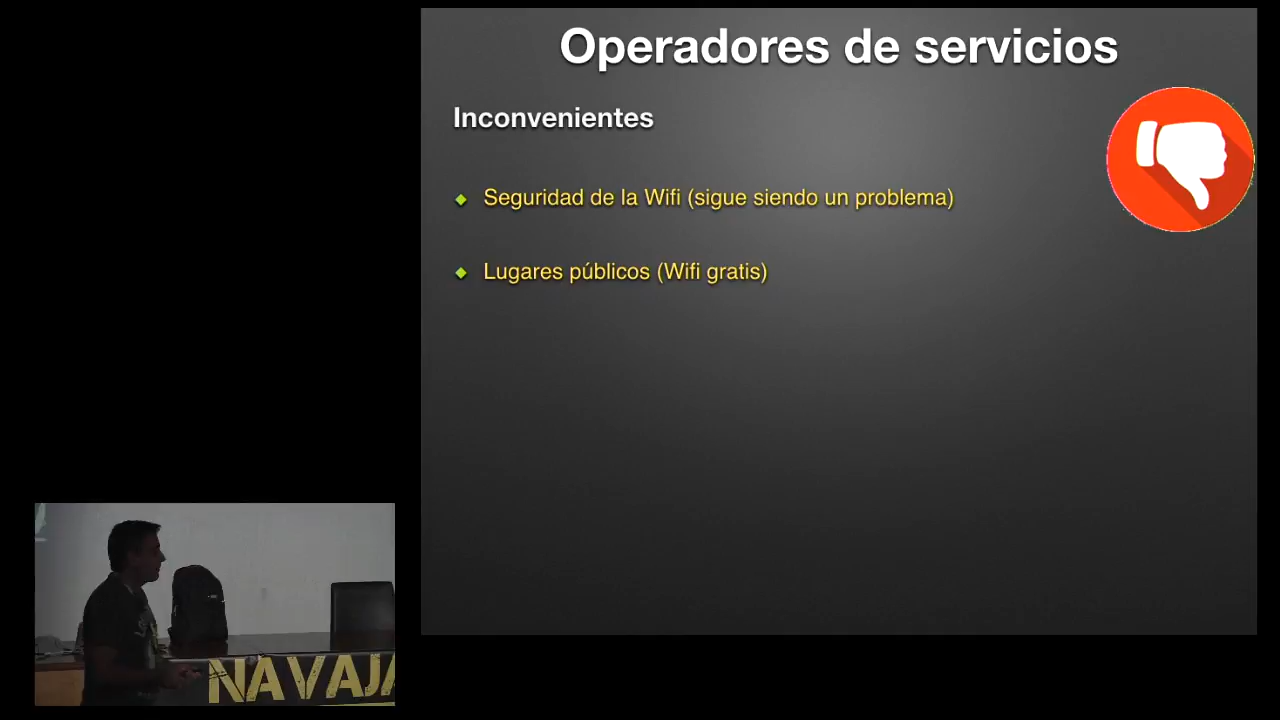 Operadores de servicios
Inconvenientes
Seguridad de la Wifi (sigue siendo un problema)
Lugares públicos (Wifi gratis)
NAVAJA